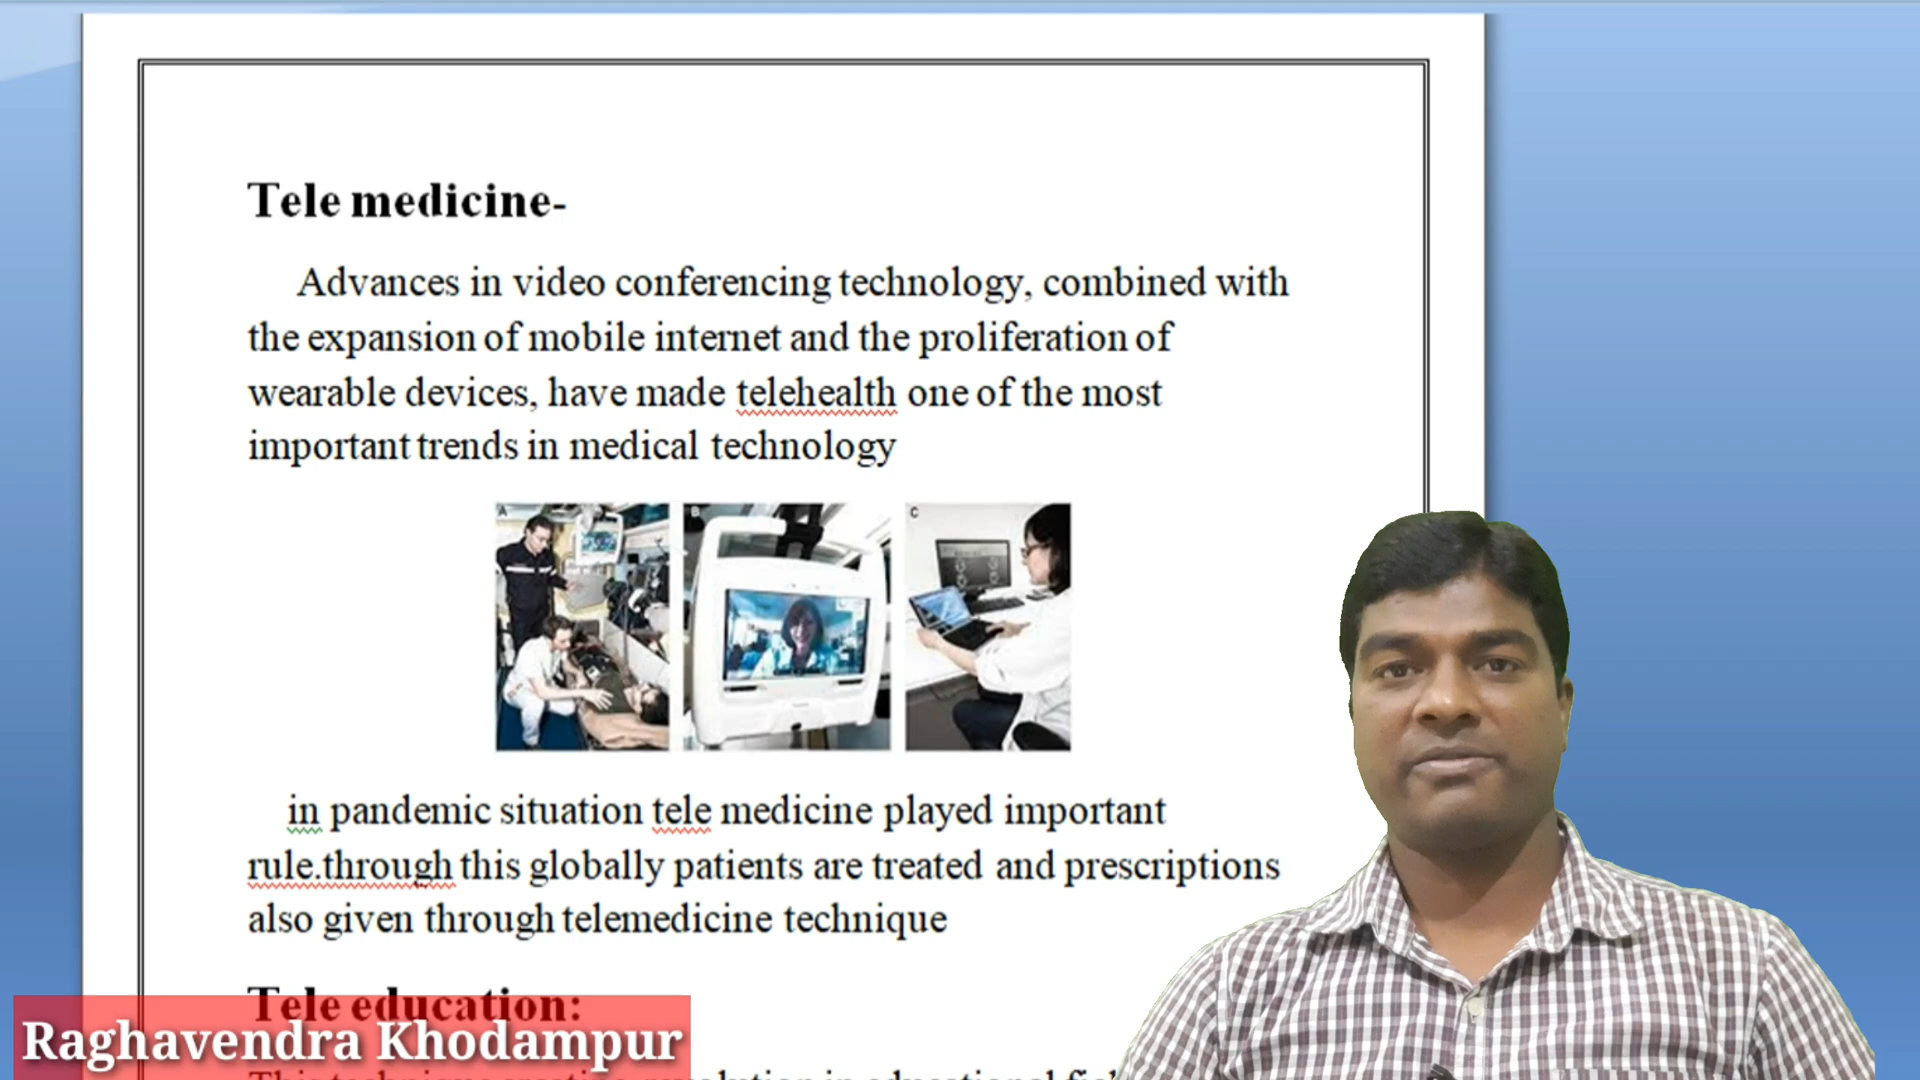 Tele medicine-
Advances in video conferencing technology, combined with
the expansion of mobile internet and the proliferation of
wearable devices, have made telehealth one of the most
important trends in medical technology
A B C
in pandemic situation tele medicine played important
rule.through this globally patients are treated and prescriptions
also given through telemedicine technique
Tele education:
Raghavendra Khodampur